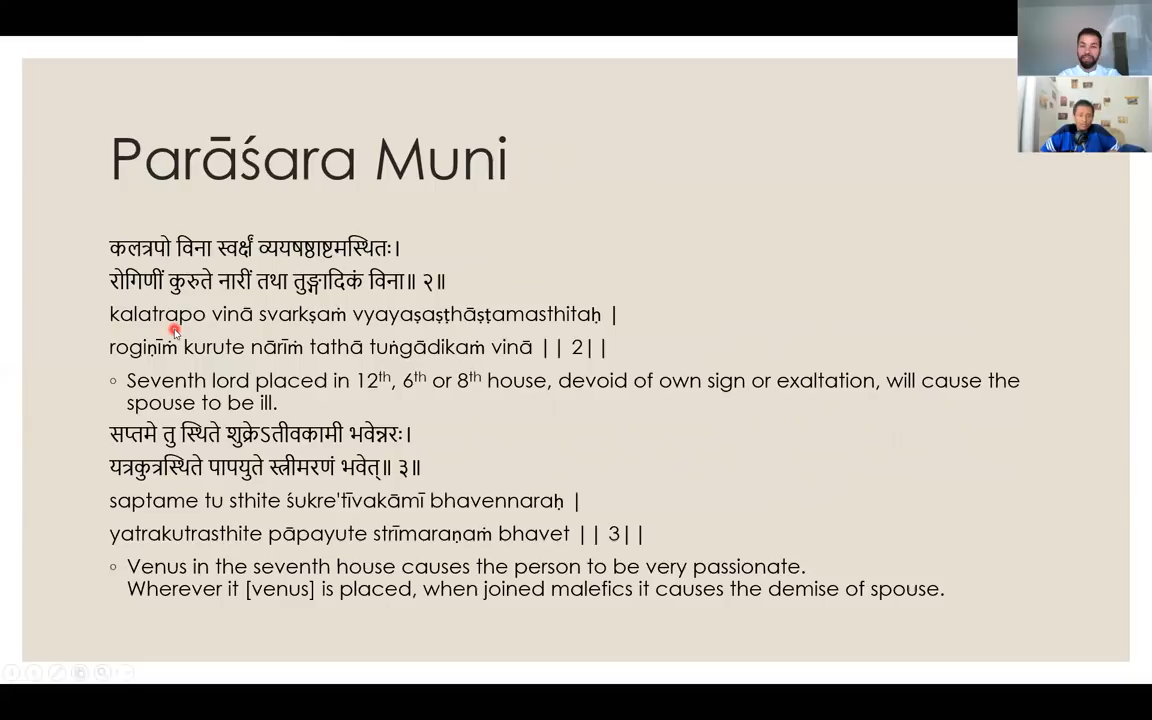 Parāśara Muni
कलत्रपो विना स्वर्क्षं व्ययषष्ठाष्टमस्थितः।
रोगिणीं कुरुते नारीं तथा तुङ्गादिकं विना॥ २॥
kalatrapo vinā svarkṣaṁ vyayaṣaṣṭhāṣṭamasthitaḥ |
rogiṇīṁ kurute nārīṁ tathā tuṅgādikaṁ vinā || 2||
◦ Seventh lord placed in 12th, 6th or 8th house, devoid of own sign or exaltation, will cause the
spouse to be ill.
सप्तमे तु स्थिते शुक्रेऽतीवकामी भवेन्नरः।
यत्रकुत्रस्थिते पापयुते स्त्रीमरणं भवेत्॥ ३॥
saptame tu sthite śukre'tīvakāmī bhavennaraḥ |
yatrakutrasthite pāpayute strīmaraṇaṁ bhavet || 3||
◦ Venus in the seventh house causes the person to be very passionate.
Wherever it [venus] is placed, when joined malefics it causes the demise of spouse.